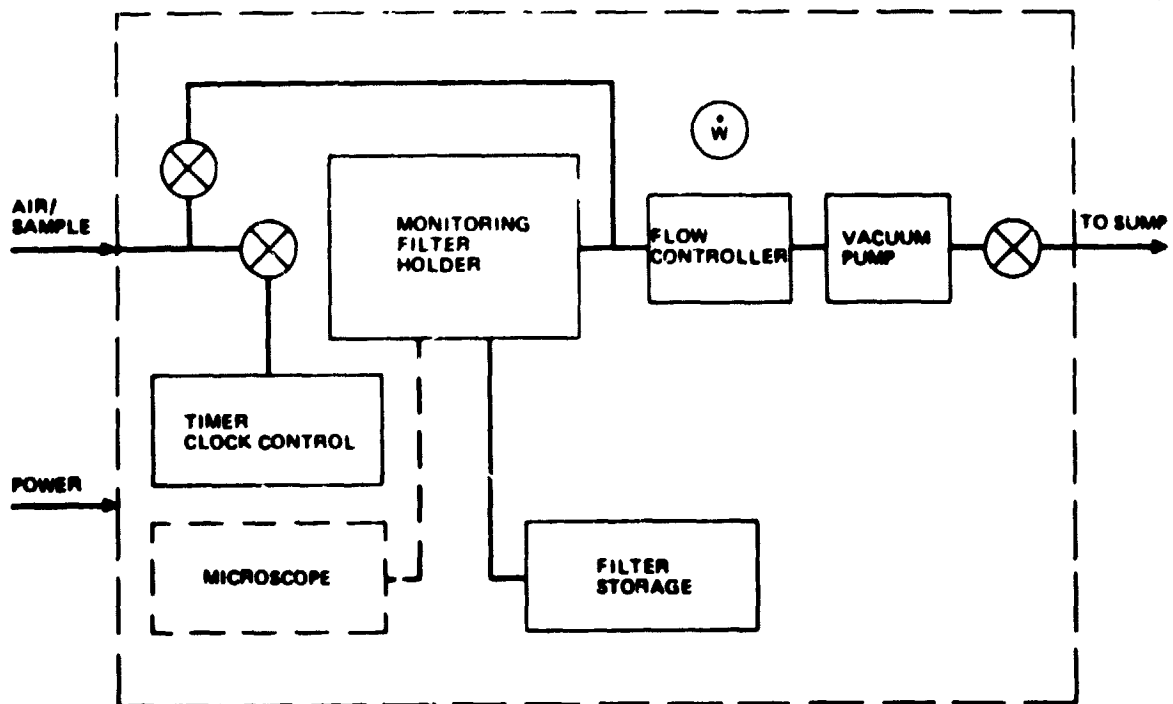 Ẇ
AIR/
SAMPLE
MONITORING
FILTER
HOLDER
FLOW
CONTROLLER
VACUUM
PUMP
TO SUMP
TIMER
CLOCK CONTROL
POWER
MICROSCOPE
FILTER
STORAGE